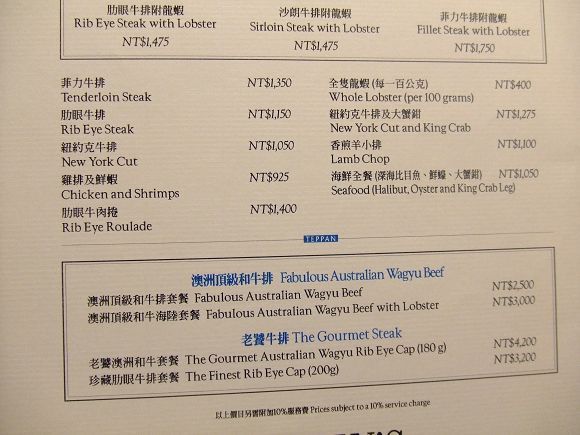 肋眼牛排附龍蝦
Rib Eye Steak with Lobster
NT$1,475
沙朗牛排附龍蝦
Sirloin Steak with Lobster
NT$1,475
菲力牛排附龍蝦
Fillet Steak with Lobster
NT$1,750
菲力牛排 NT$1,350
Tenderloin Steak
肋眼牛排 NT$1,150
Rib Eye Steak
紐約克牛排 NT$1,050
New York Cut
雞排及鮮蝦 NT$925
Chicken and Shrimps
肋眼牛肉捲 NT$1,400
Rib Eye Roulade
全隻龍蝦 (每一百公克) NT$400
Whole Lobster (per 100 grams)
紐約克牛排及大蟹鉗 NT$1,275
New York Cut and King Crab
香煎羊小排 NT$1,100
Lamb Chop
海鮮全餐 (深海比目魚、鮮蠔、大蟹鉗) NT$1,050
Seafood (Halibut, Oyster and King Crab Leg)
TEPPAN
澳洲頂級和牛排 Fabulous Australian Wagyu Beef
澳洲頂級和牛排套餐 Fabulous Australian Wagyu Beef NT$2,500
澳洲頂級和牛海陸套餐 Fabulous Australian Wagyu Beef with Lobster NT$3,000
老饕牛排 The Gourmet Steak
老饕澳洲和牛套餐 The Gourmet Australian Wagyu Rib Eye Cap (180 g) NT$4,200
珍藏肋眼牛排套餐 The Finest Rib Eye Cap (200g) NT$3,200
以上價目另需附加10%服務費 Prices subject to a 10% service charge